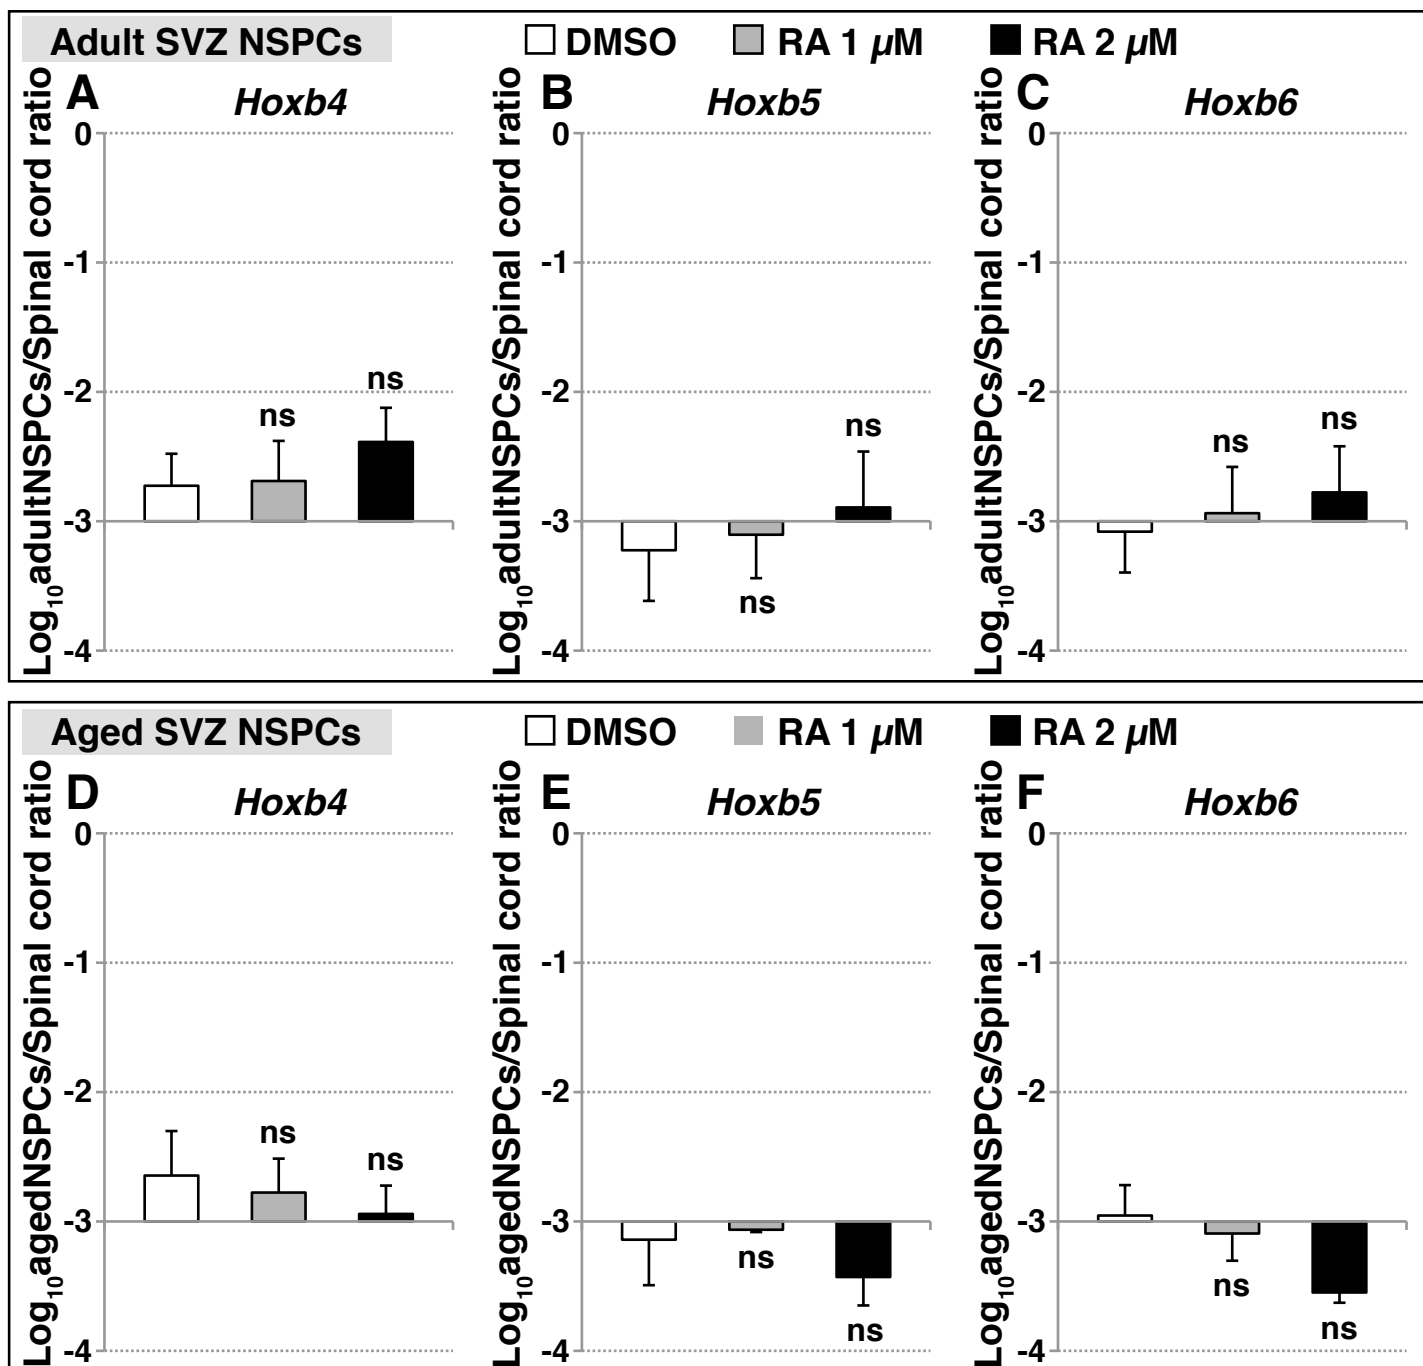 Adult SVZ NSPCs
DMSO
RA 1 µM
RA 2 µM
A
Hoxb4
Log10adultNSPCs/Spinal cord ratio
0
-1
-2
-3
-4
ns
ns
B
Hoxb5
Log10adultNSPCs/Spinal cord ratio
0
-1
-2
-3
-4
ns
ns
C
Hoxb6
Log10adultNSPCs/Spinal cord ratio
0
-1
-2
-3
-4
ns
ns
Aged SVZ NSPCs
DMSO
RA 1 µM
RA 2 µM
D
Hoxb4
Log10agedNSPCs/Spinal cord ratio
0
-1
-2
-3
-4
ns
ns
E
Hoxb5
Log10agedNSPCs/Spinal cord ratio
0
-1
-2
-3
-4
ns
ns
F
Hoxb6
Log10agedNSPCs/Spinal cord ratio
0
-1
-2
-3
-4
ns
ns